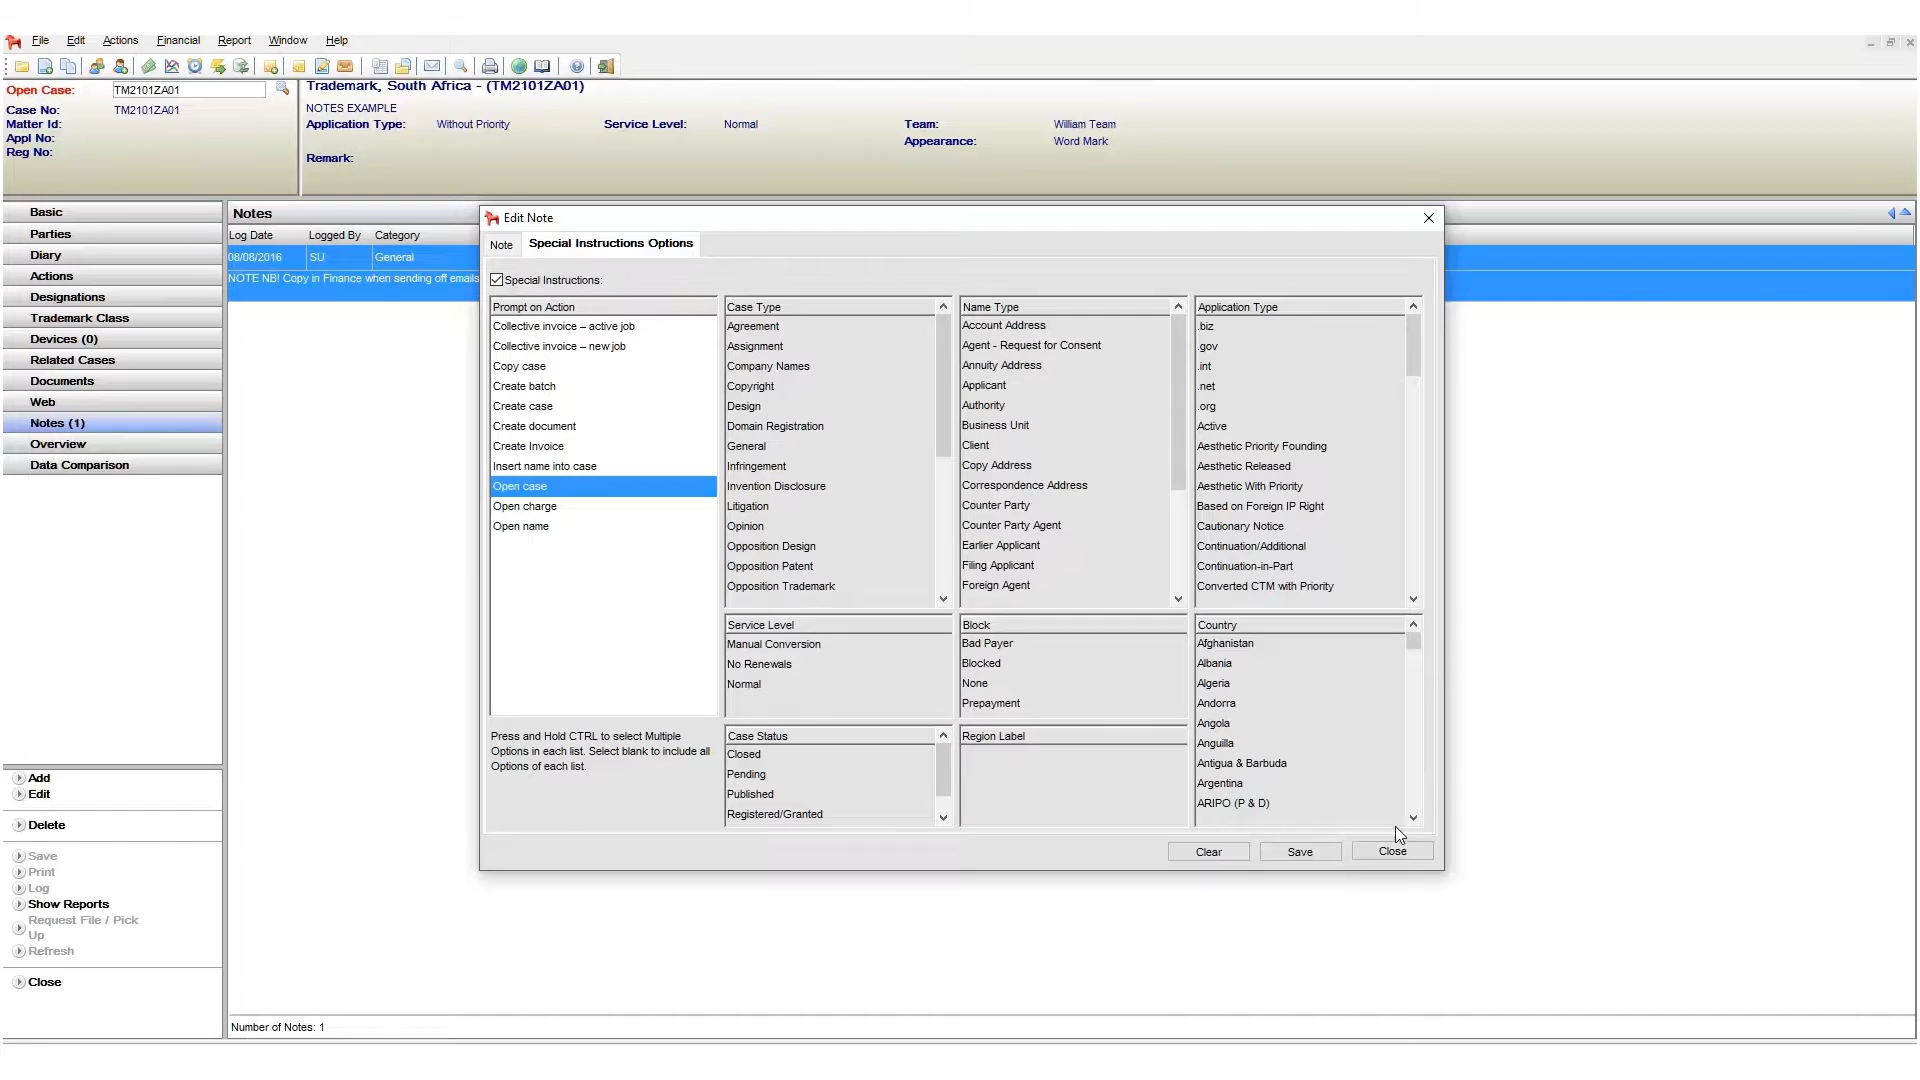 File Edit Actions Financial Report Window Help
Open Case: TM2101ZA01
Case No: TM2101ZA01
Matter Id:
Appl No:
Reg No:
Trademark, South Africa - (TM2101ZA01)
NOTES EXAMPLE
Application Type: Without Priority Service Level: Normal Team: William Team
Appearance: Word Mark
Remark:
Basic
Parties
Diary
Actions
Designations
Trademark Class
Devices (0)
Related Cases
Documents
Web
Notes (1)
Overview
Data Comparison
Add
Edit
Delete
Save
Print
Log
Show Reports
Request File / Pick
Up
Refresh
Close
Notes
Log Date Logged By Category
08/08/2016 SU General
NOTE NB! Copy in Finance when sending off emails
Number of Notes: 1
Edit Note
Note Special Instructions Options
Special Instructions:
Prompt on Action
Collective invoice – active job
Collective invoice – new job
Copy case
Create batch
Create case
Create document
Create Invoice
Insert name into case
Open case
Open charge
Open name
Press and Hold CTRL to select Multiple
Options in each list. Select blank to include all
Options of each list.
Case Type
Agreement
Assignment
Company Names
Copyright
Design
Domain Registration
General
Infringement
Invention Disclosure
Litigation
Opinion
Opposition Design
Opposition Patent
Opposition Trademark
Name Type
Account Address
Agent - Request for Consent
Annuity Address
Applicant
Authority
Business Unit
Client
Copy Address
Correspondence Address
Counter Party
Counter Party Agent
Earlier Applicant
Filing Applicant
Foreign Agent
Application Type
.biz
.gov
.int
.net
.org
Active
Aesthetic Priority Founding
Aesthetic Released
Aesthetic With Priority
Based on Foreign IP Right
Cautionary Notice
Continuation/Additional
Continuation-in-Part
Converted CTM with Priority
Service Level
Manual Conversion
No Renewals
Normal
Block
Bad Payer
Blocked
None
Prepayment
Country
Afghanistan
Albania
Algeria
Andorra
Angola
Anguilla
Antigua & Barbuda
Argentina
ARIPO (P & D)
Case Status
Closed
Pending
Published
Registered/Granted
Region Label
Clear Save Close